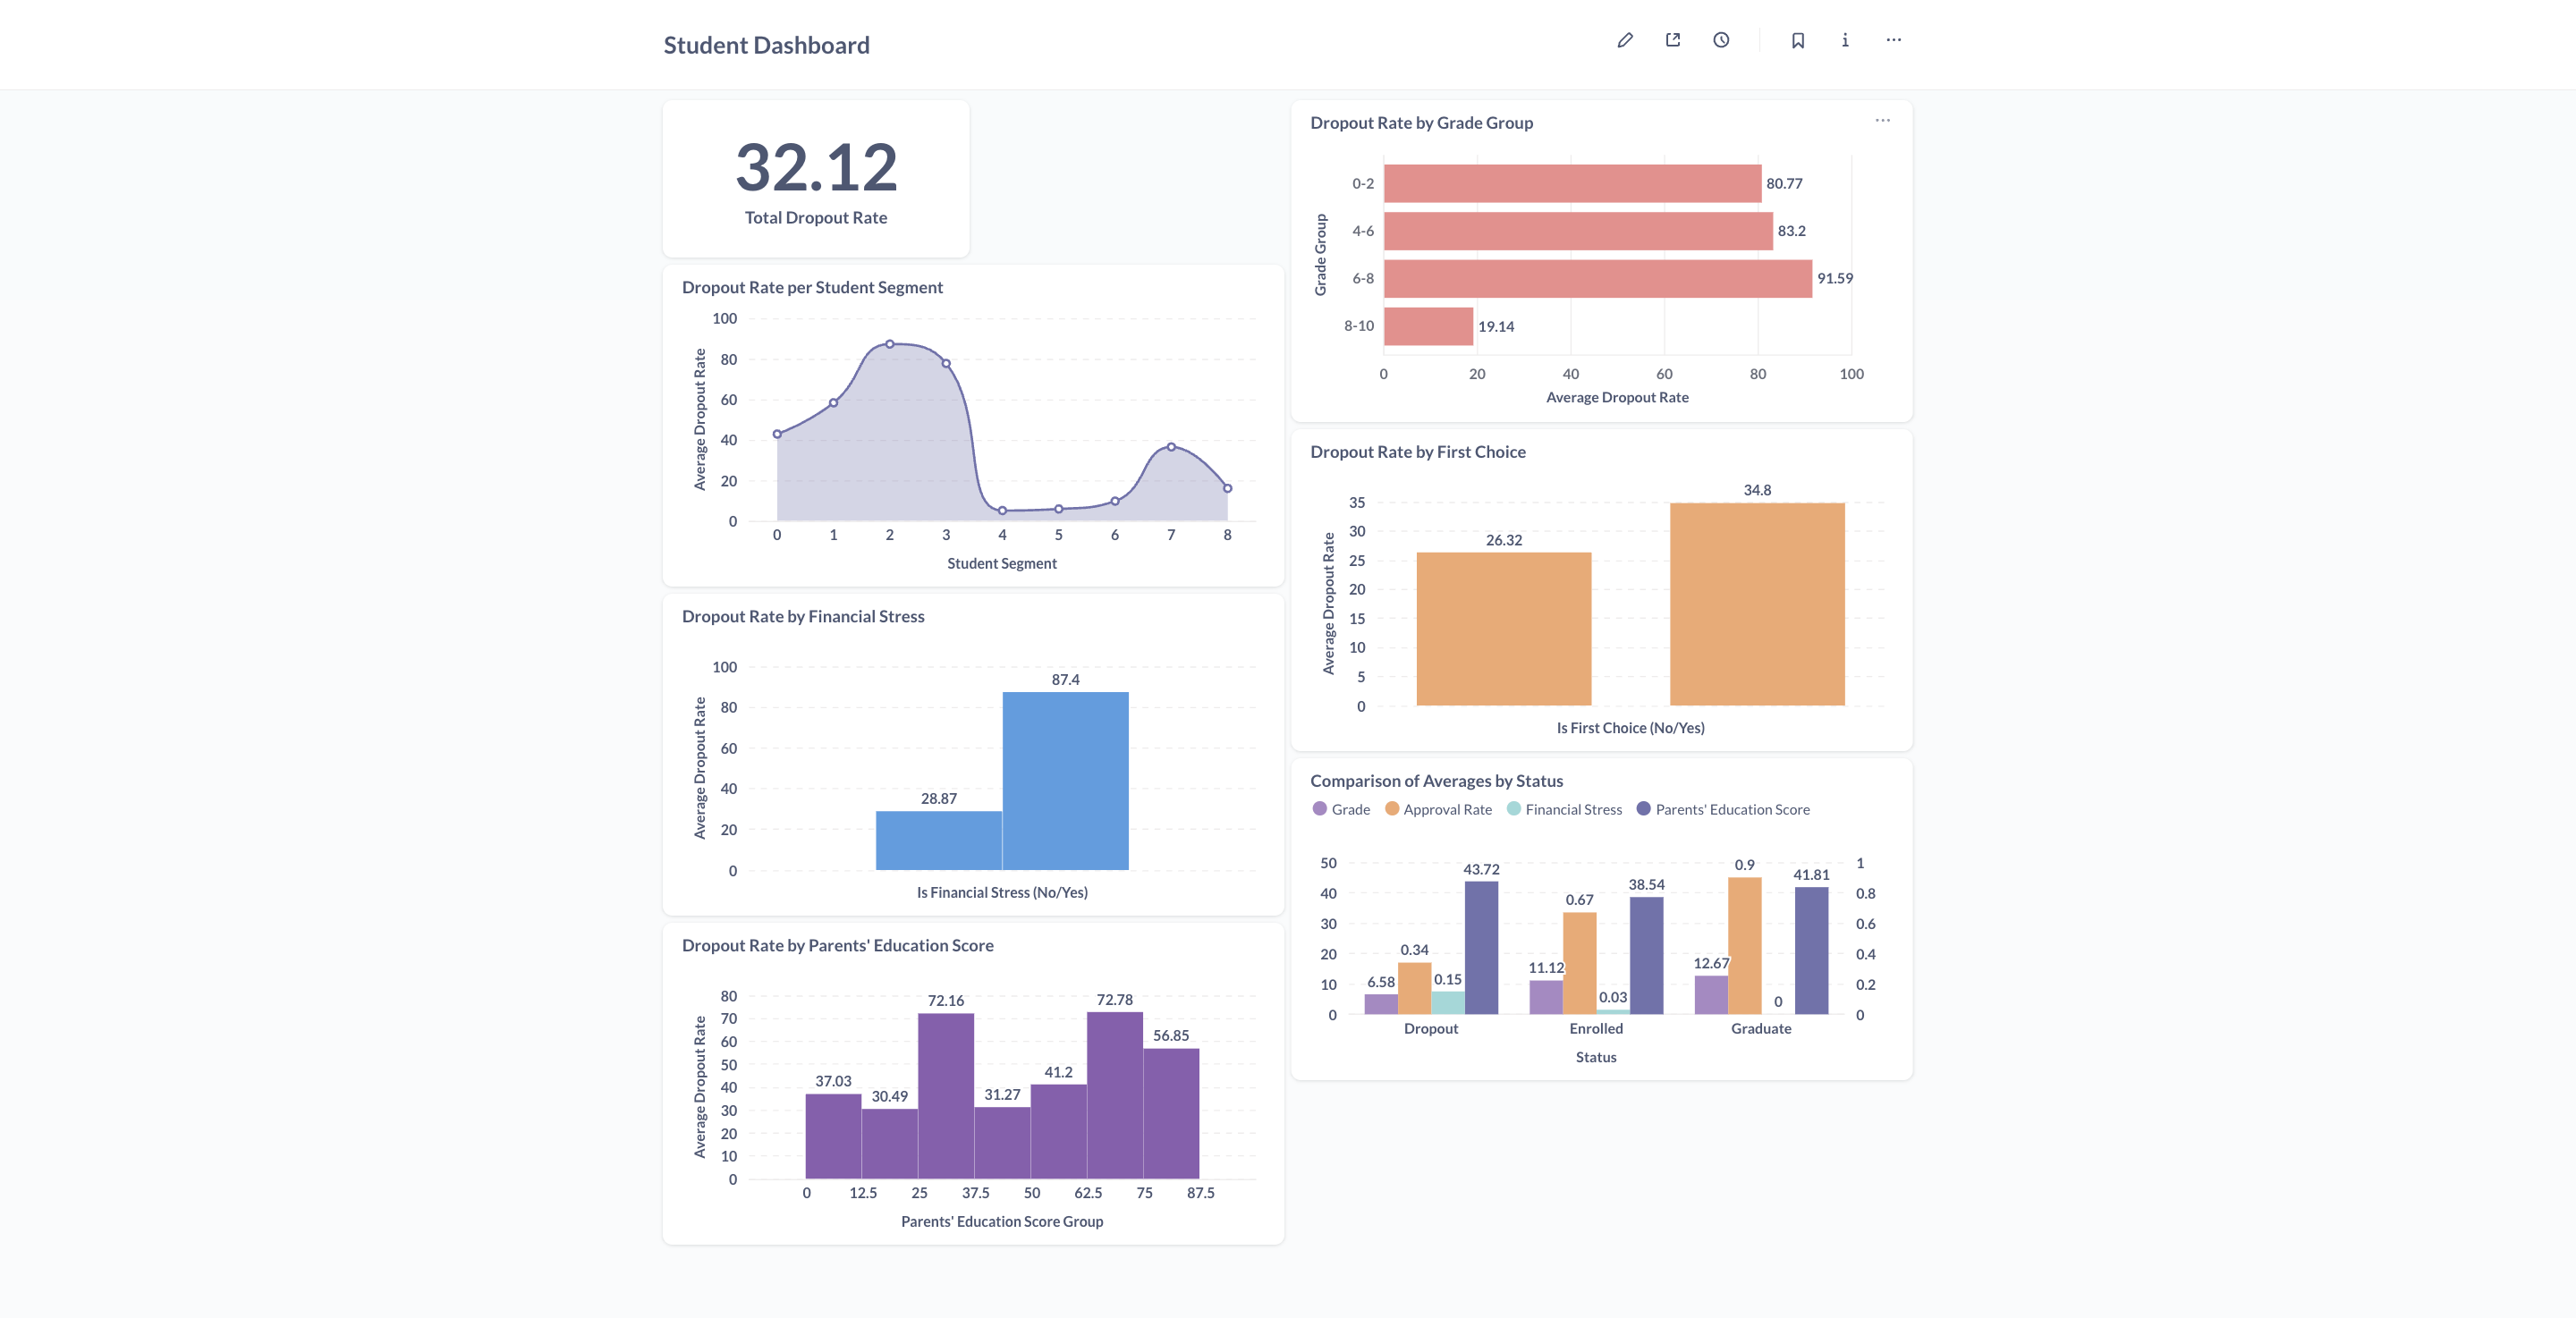 Student Dashboard
32.12
Total Dropout Rate
Dropout Rate per Student Segment
Average Dropout Rate
100
80
60
40
20
0
0 1 2 3 4 5 6 7 8
Student Segment
Dropout Rate by Financial Stress
Average Dropout Rate
100
80
60
40
20
0
28.87
87.4
Is Financial Stress (No/Yes)
Dropout Rate by Parents' Education Score
Average Dropout Rate
80
70
60
50
40
30
20
10
0
37.03 30.49 72.16 31.27 41.2 72.78 56.85
0 12.5 25 37.5 50 62.5 75 87.5
Parents' Education Score Group
Dropout Rate by Grade Group
Grade Group
0-2 80.77
4-6 83.2
6-8 91.59
8-10 19.14
0 20 40 60 80 100
Average Dropout Rate
Dropout Rate by First Choice
Average Dropout Rate
35
30
25
20
15
10
5
0
26.32
34.8
Is First Choice (No/Yes)
Comparison of Averages by Status
Grade Approval Rate Financial Stress Parents' Education Score
50
40
30
20
10
0
6.58 0.34 0.15 43.72
11.12 0.67 0.03 38.54
12.67 0.9 0 41.81
1
0.8
0.6
0.4
0.2
0
Dropout Enrolled Graduate
Status